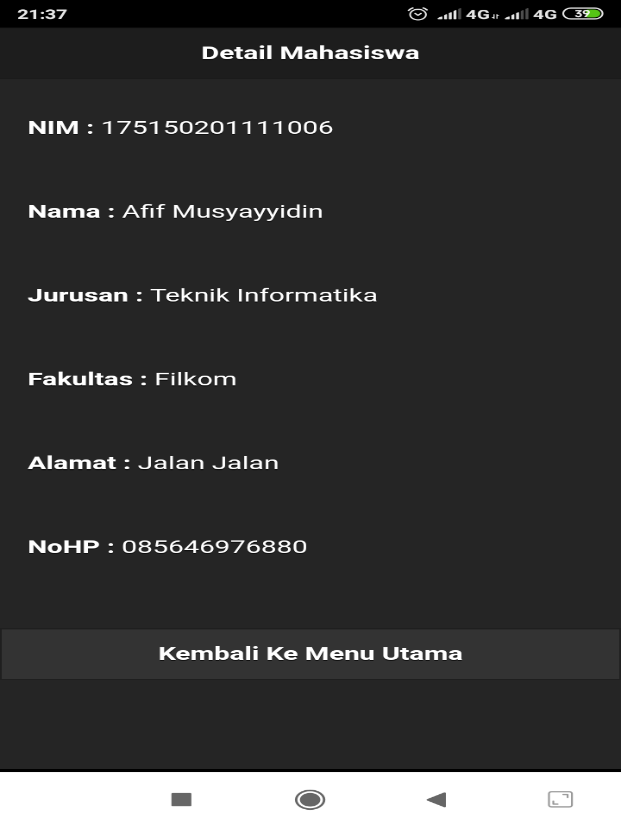 21:37 4G 4G 39
Detail Mahasiswa
NIM : 175150201111006
Nama : Afif Musyayyidin
Jurusan : Teknik Informatika
Fakultas : Filkom
Alamat : Jalan Jalan
NoHP : 085646976880
Kembali Ke Menu Utama